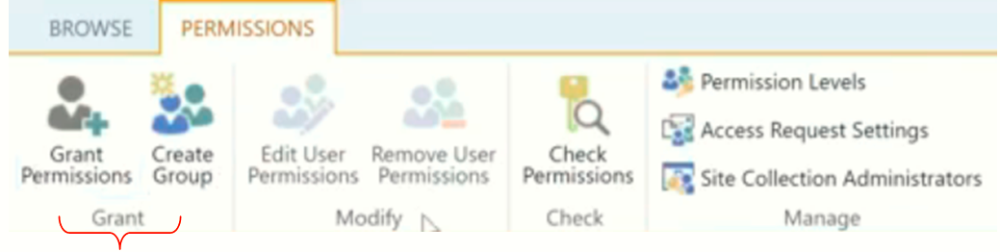 BROWSE PERMISSIONS
Grant Permissions
Create Group
Edit User Permissions
Remove User Permissions
Check Permissions
Permission Levels
Access Request Settings
Site Collection Administrators
Grant Modify Check Manage